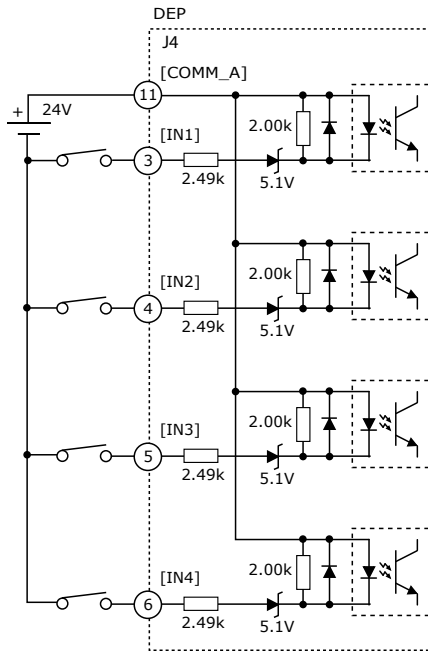 DEP
J4
[COMM_A]
11
+ 24V
[IN1]
2.00k
3
2.49k
5.1V
[IN2]
2.00k
4
2.49k
5.1V
[IN3]
2.00k
5
2.49k
5.1V
[IN4]
2.00k
6
2.49k
5.1V